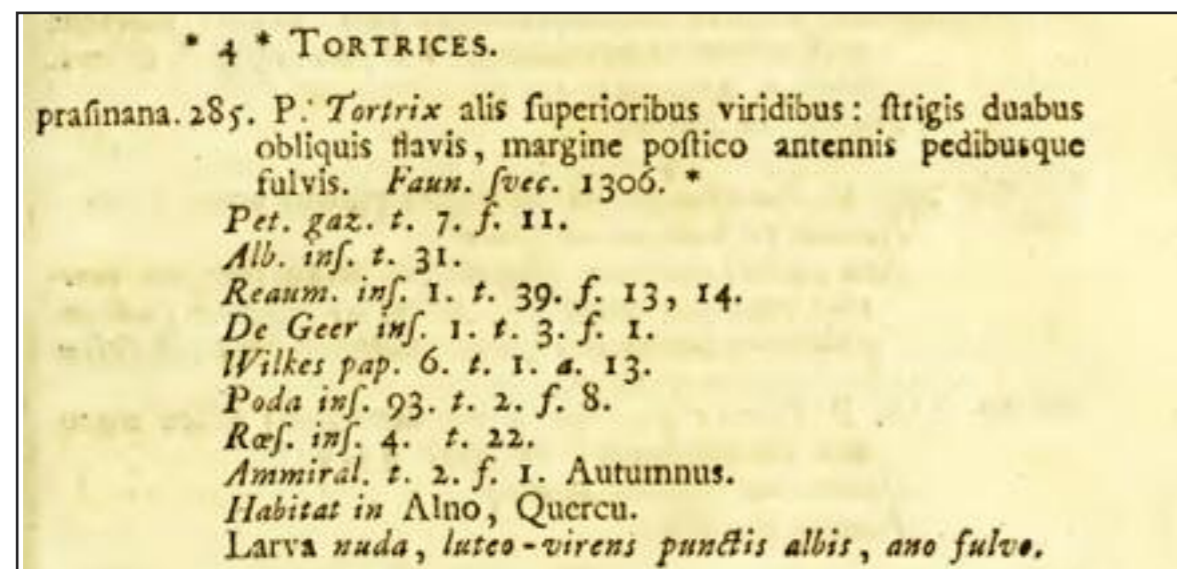 * 4 * TORTRICES.
praſinana. 285. P. Tortrix alis ſuperioribus viridibus: ſtrigis duabus
obliquis flavis, margine poſtico antennis pedibusque
fulvis. Faun. ſvec. 1306. *
Pet. gaz. t. 7. f. 11.
Alb. inſ. t. 31.
Reaum. inſ. 1. t. 39. f. 13, 14.
De Geer inſ. 1. t. 3. f. 1.
Wilkes pap. 6. t. 1. a. 13.
Poda inſ. 93. t. 2. f. 8.
Rœſ. inſ. 4. t. 22.
Ammiral. t. 2. f. 1. Autumnus.
Habitat in Alno, Quercu.
Larva nuda, luteo-virens punctis albis, ano fulvo.